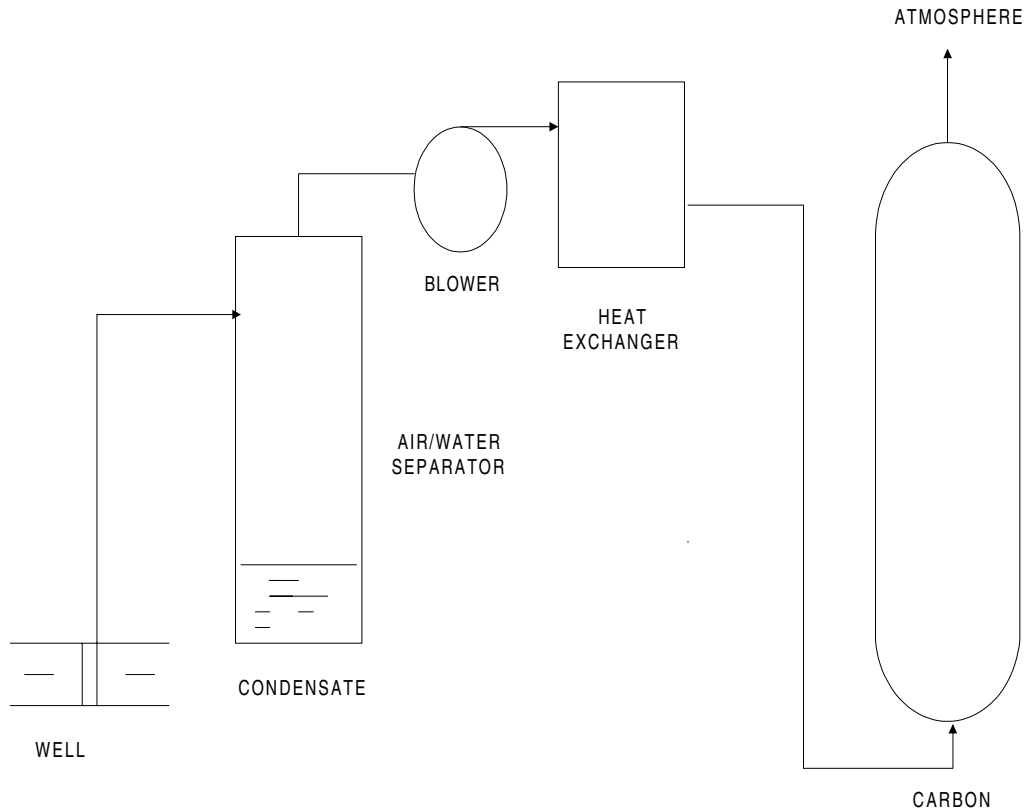 ATMOSPHERE
BLOWER
HEAT
EXCHANGER
AIR/WATER
SEPARATOR
CONDENSATE
WELL
CARBON